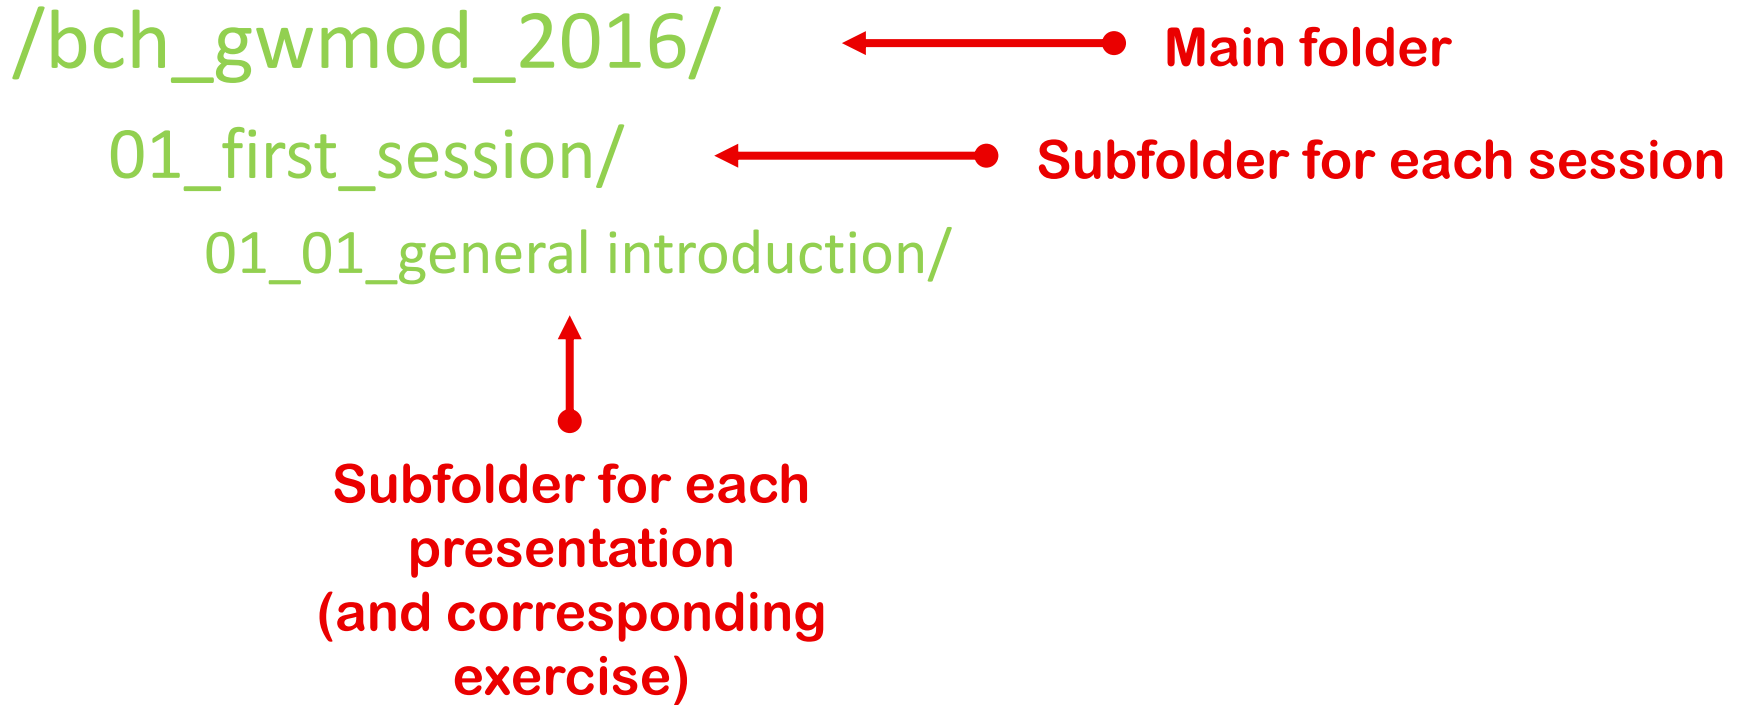 /bch_gwmod_2016/
Main folder
01_first_session/
Subfolder for each session
01_01_general introduction/
Subfolder for each
presentation
(and corresponding
exercise)